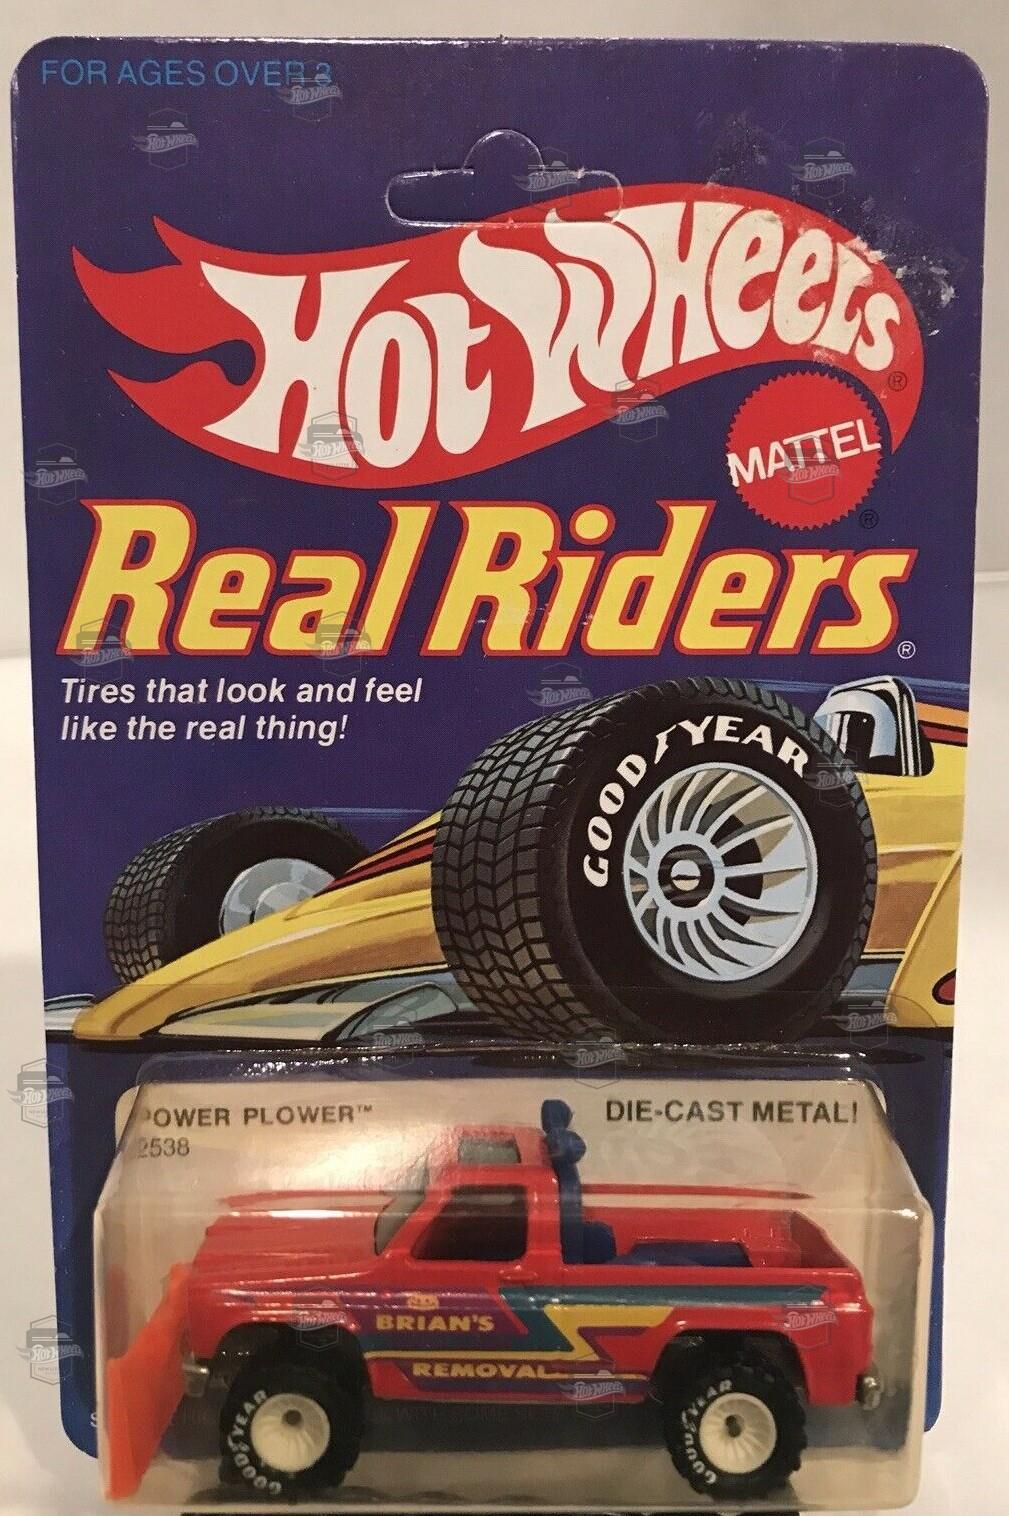 FOR AGES OVER 3
HOT WHEELS ®
MATTEL ®
Real Riders ®
Tires that look and feel
like the real thing!
GOODYEAR
POWER PLOWER™
2538
DIE-CAST METAL!
BRIAN'S
REMOVAL
GOODYEAR
GOODYEAR